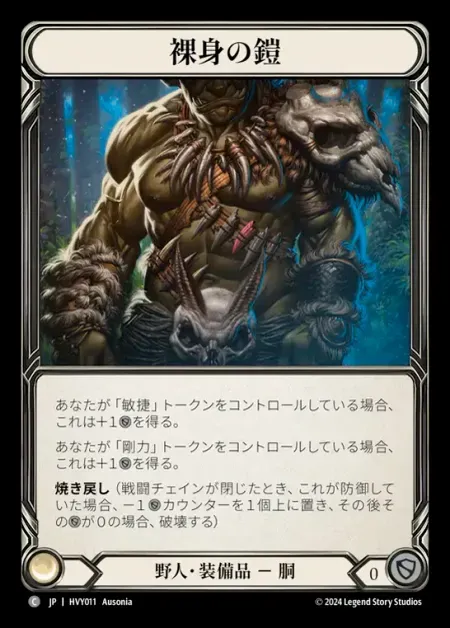 裸身の鎧
あなたが「敏捷」トークンをコントロールしている場合、
これは+1を得る。
あなたが「剛力」トークンをコントロールしている場合、
これは+1を得る。
焼き戻し（戦闘チェインが閉じたとき、これが防御して
いた場合、-1カウンターを1個上に置き、その後そ
のが0の場合、破壊する）
野人・装備品 － 胴
0
C JP | HVY011 Ausonia
© 2024 Legend Story Studios